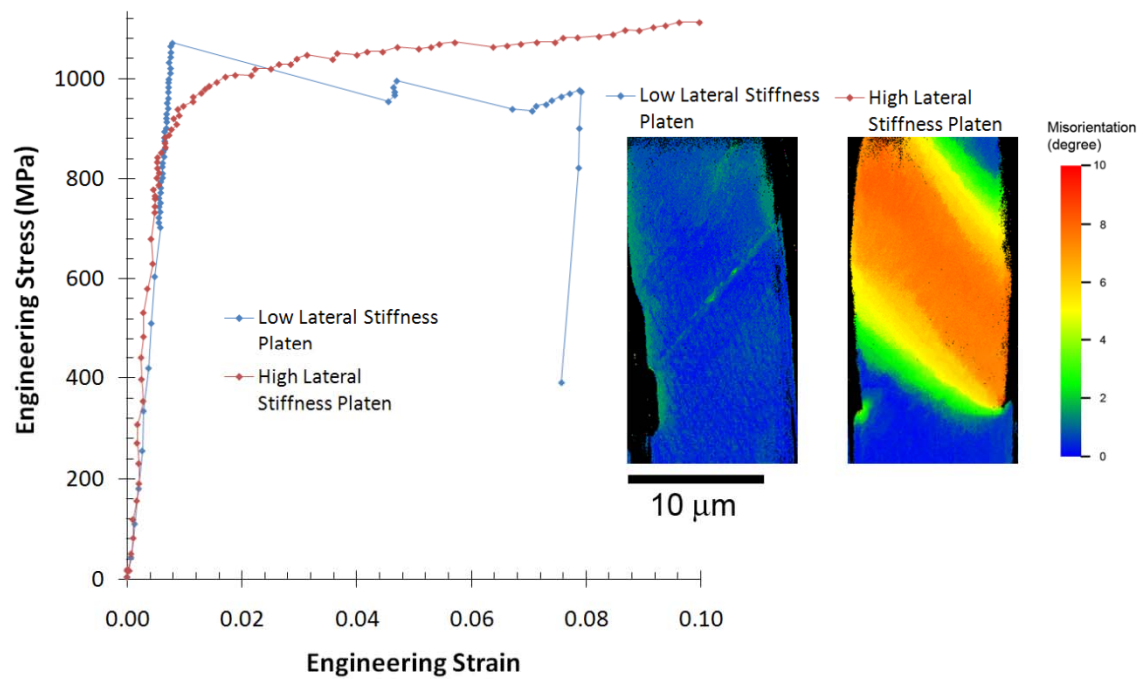 Engineering Stress (MPa)
1000
800
600
400
200
0
0.00 0.02 0.04 0.06 0.08 0.10
Engineering Strain
Low Lateral Stiffness
Platen
High Lateral
Stiffness Platen
Low Lateral Stiffness
Platen
High Lateral
Stiffness Platen
Misorientation
(degree)
10
8
6
4
2
0
10 μm